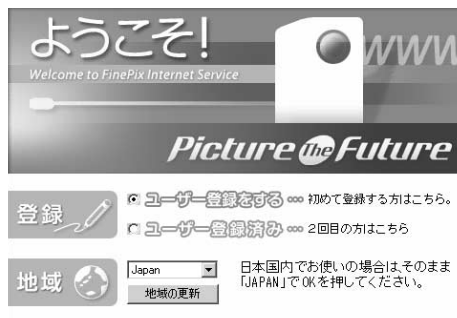 ようこそ!
WWW
Welcome to FinePix Internet Service
Picture The Future
登録
ユーザー登録をする ∞∞ 初めて登録する方はこちら。
ユーザー登録済み ∞∞ 2回目の方はこちら
地域
Japan
地域の更新
日本国内でお使いの場合は、そのまま
「JAPAN」でOKを押してください。